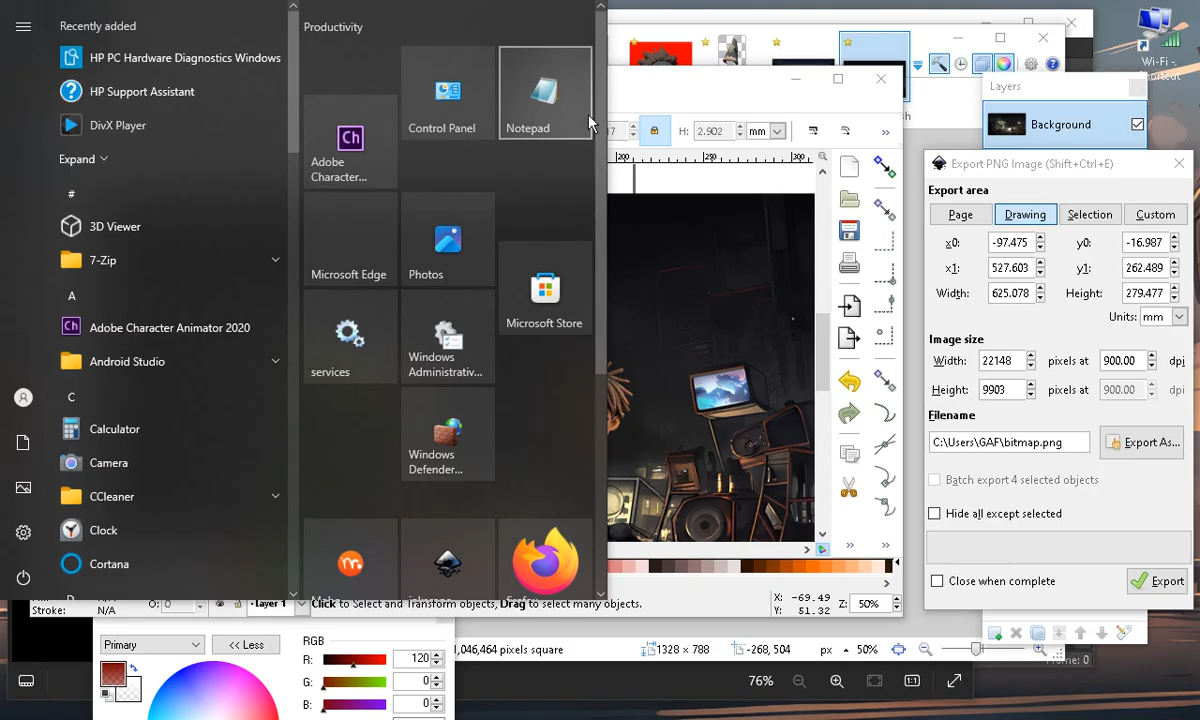 Recently added
HP PC Hardware Diagnostics Windows
HP Support Assistant
DivX Player
Expand
#
3D Viewer
7-Zip
A
Adobe Character Animator 2020
Android Studio
C
Calculator
Camera
CCleaner
Clock
Cortana
Productivity
Control Panel
Notepad
Adobe
Character...
Microsoft Edge
Photos
Microsoft Store
services
Windows
Administrativ...
Windows
Defender...
17
H: 2.902 mm
200 250 300
Wi-Fi -
Shortcut
Layers
Background
Export PNG Image (Shift+Ctrl+E)
Export area
Page Drawing Selection Custom
x0: -97.475 y0: -16.987
x1: 527.603 y1: 262.489
Width: 625.078 Height: 279.477
Units: mm
Image size
Width: 22148 pixels at 900.00 dpi
Height: 9903 pixels at 900.00 dpi
Filename
C:\Users\GAF\bitmap.png Export As...
Batch export 4 selected objects
Hide all except selected
Close when complete
Export
Stroke: N/A O: 0 Layer 1 Click to Select and Transform objects, Drag to select many objects. X: -69.49
Y: 51.32 Z: 50%
Primary << Less
RGB
R: 120
G: 0
B: 0
,046,464 pixels square 1328 × 788 -268, 504 px 50%
Frame: 0
76%
1:1